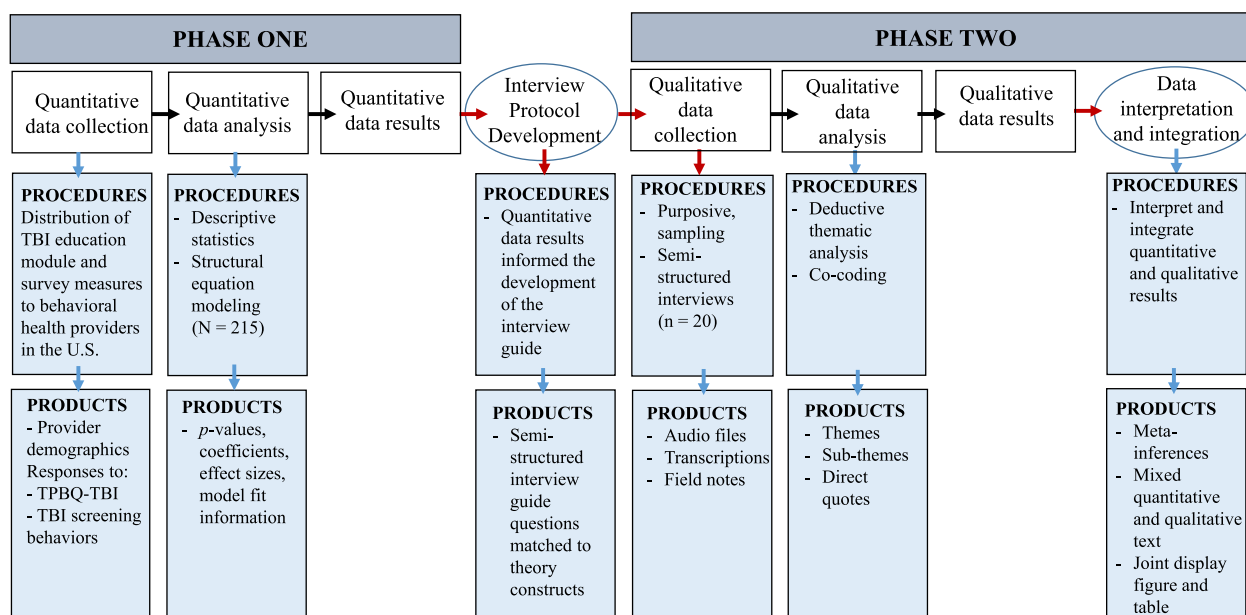 PHASE ONE
PHASE TWO
Quantitative
data collection
Quantitative
data analysis
Quantitative
data results
Interview
Protocol
Development
Qualitative
data
collection
Qualitative
data
analysis
Qualitative
data results
Data
interpretation
and integration
PROCEDURES
Distribution of
TBI education
module and
survey measures
to behavioral
health providers
in the U.S.
PROCEDURES
- Descriptive
statistics
- Structural
equation
modeling
(N = 215)
PROCEDURES
- Quantitative
data results
informed the
development
of the
interview
guide
PROCEDURES
- Purposive,
sampling
- Semi-
structured
interviews
(n = 20)
PROCEDURES
- Deductive
thematic
analysis
- Co-coding
PROCEDURES
- Interpret and
integrate
quantitative
and qualitative
results
PRODUCTS
- Provider
demographics
Responses to:
- TPBQ-TBI
- TBI screening
behaviors
PRODUCTS
- p-values,
coefficients,
effect sizes,
model fit
information
PRODUCTS
- Semi-
structured
interview
guide
questions
matched to
theory
constructs
PRODUCTS
- Audio files
- Transcriptions
- Field notes
PRODUCTS
- Themes
- Sub-themes
- Direct
quotes
PRODUCTS
- Meta-
inferences
- Mixed
quantitative
and qualitative
text
- Joint display
figure and
table